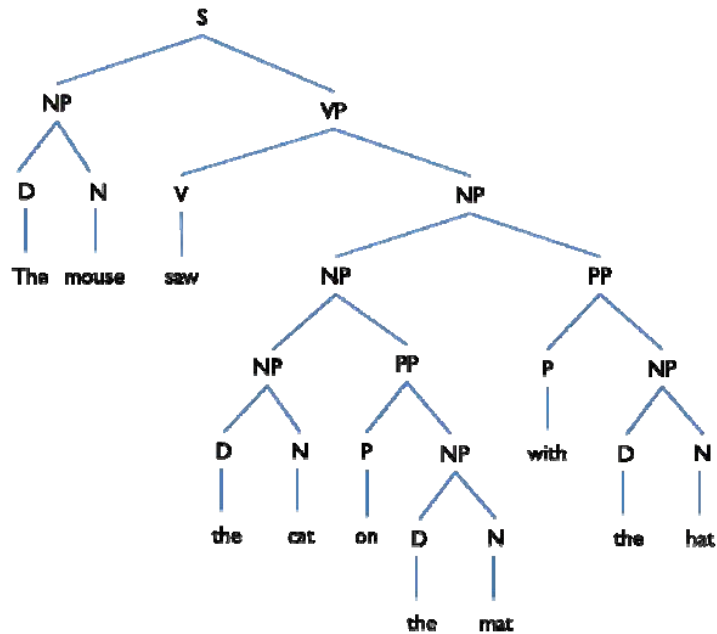 S
NP VP
D N V NP
The mouse saw NP PP
NP PP P NP
D N P NP with D N
the cat on D N the hat
the mat